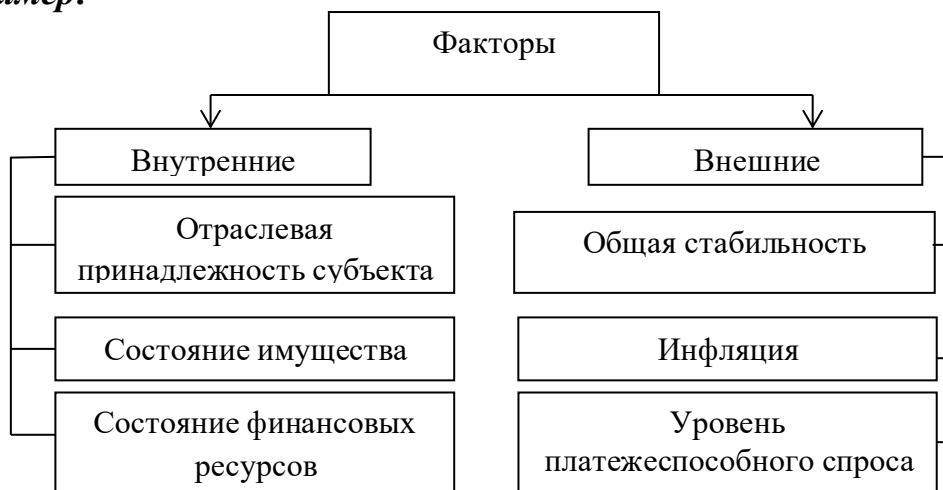 Факторы
Внутренние
Внешние
Отраслевая
принадлежность субъекта
Общая стабильность
Состояние имущества
Инфляция
Состояние финансовых
ресурсов
Уровень
платежеспособного спроса